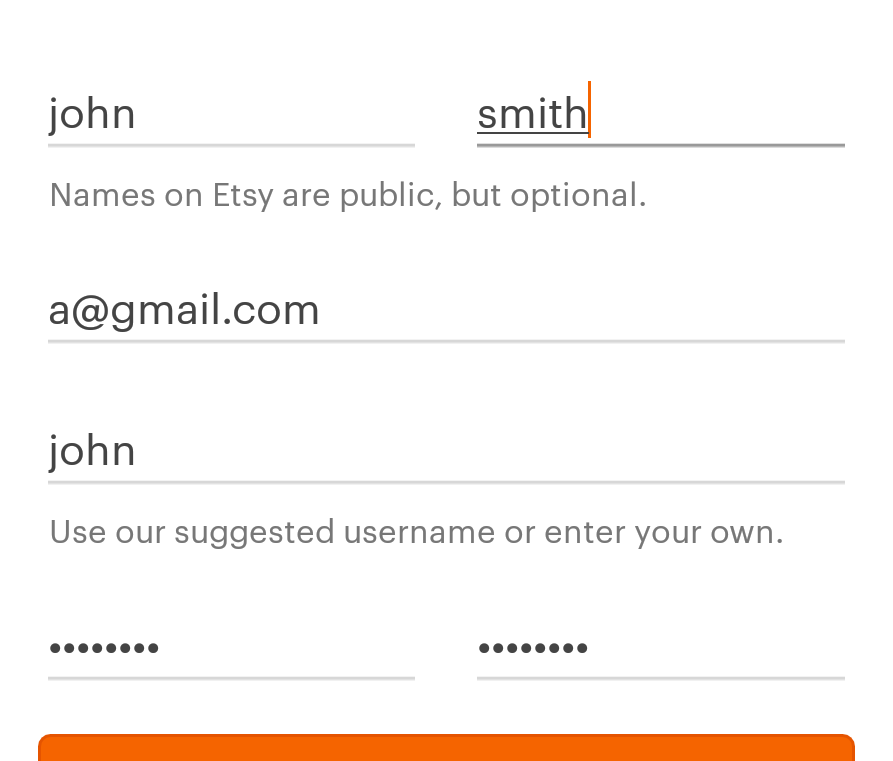 john smith
Names on Etsy are public, but optional.
a@gmail.com
john
Use our suggested username or enter your own.
•••••••• ••••••••